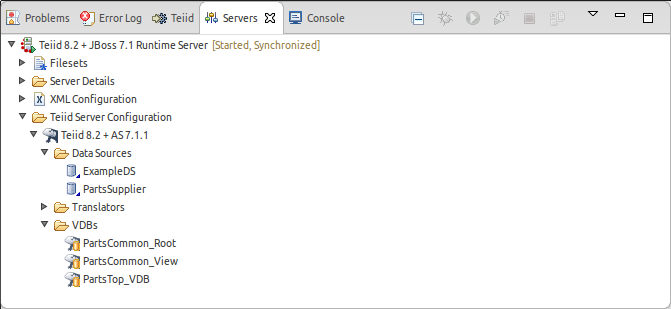 Problems Error Log Teiid Servers Console
Teiid 8.2 + JBoss 7.1 Runtime Server [Started, Synchronized]
Filesets
Server Details
XML Configuration
Teiid Server Configuration
Teiid 8.2 + AS 7.1.1
Data Sources
ExampleDS
PartsSupplier
Translators
VDBs
PartsCommon_Root
PartsCommon_View
PartsTop_VDB